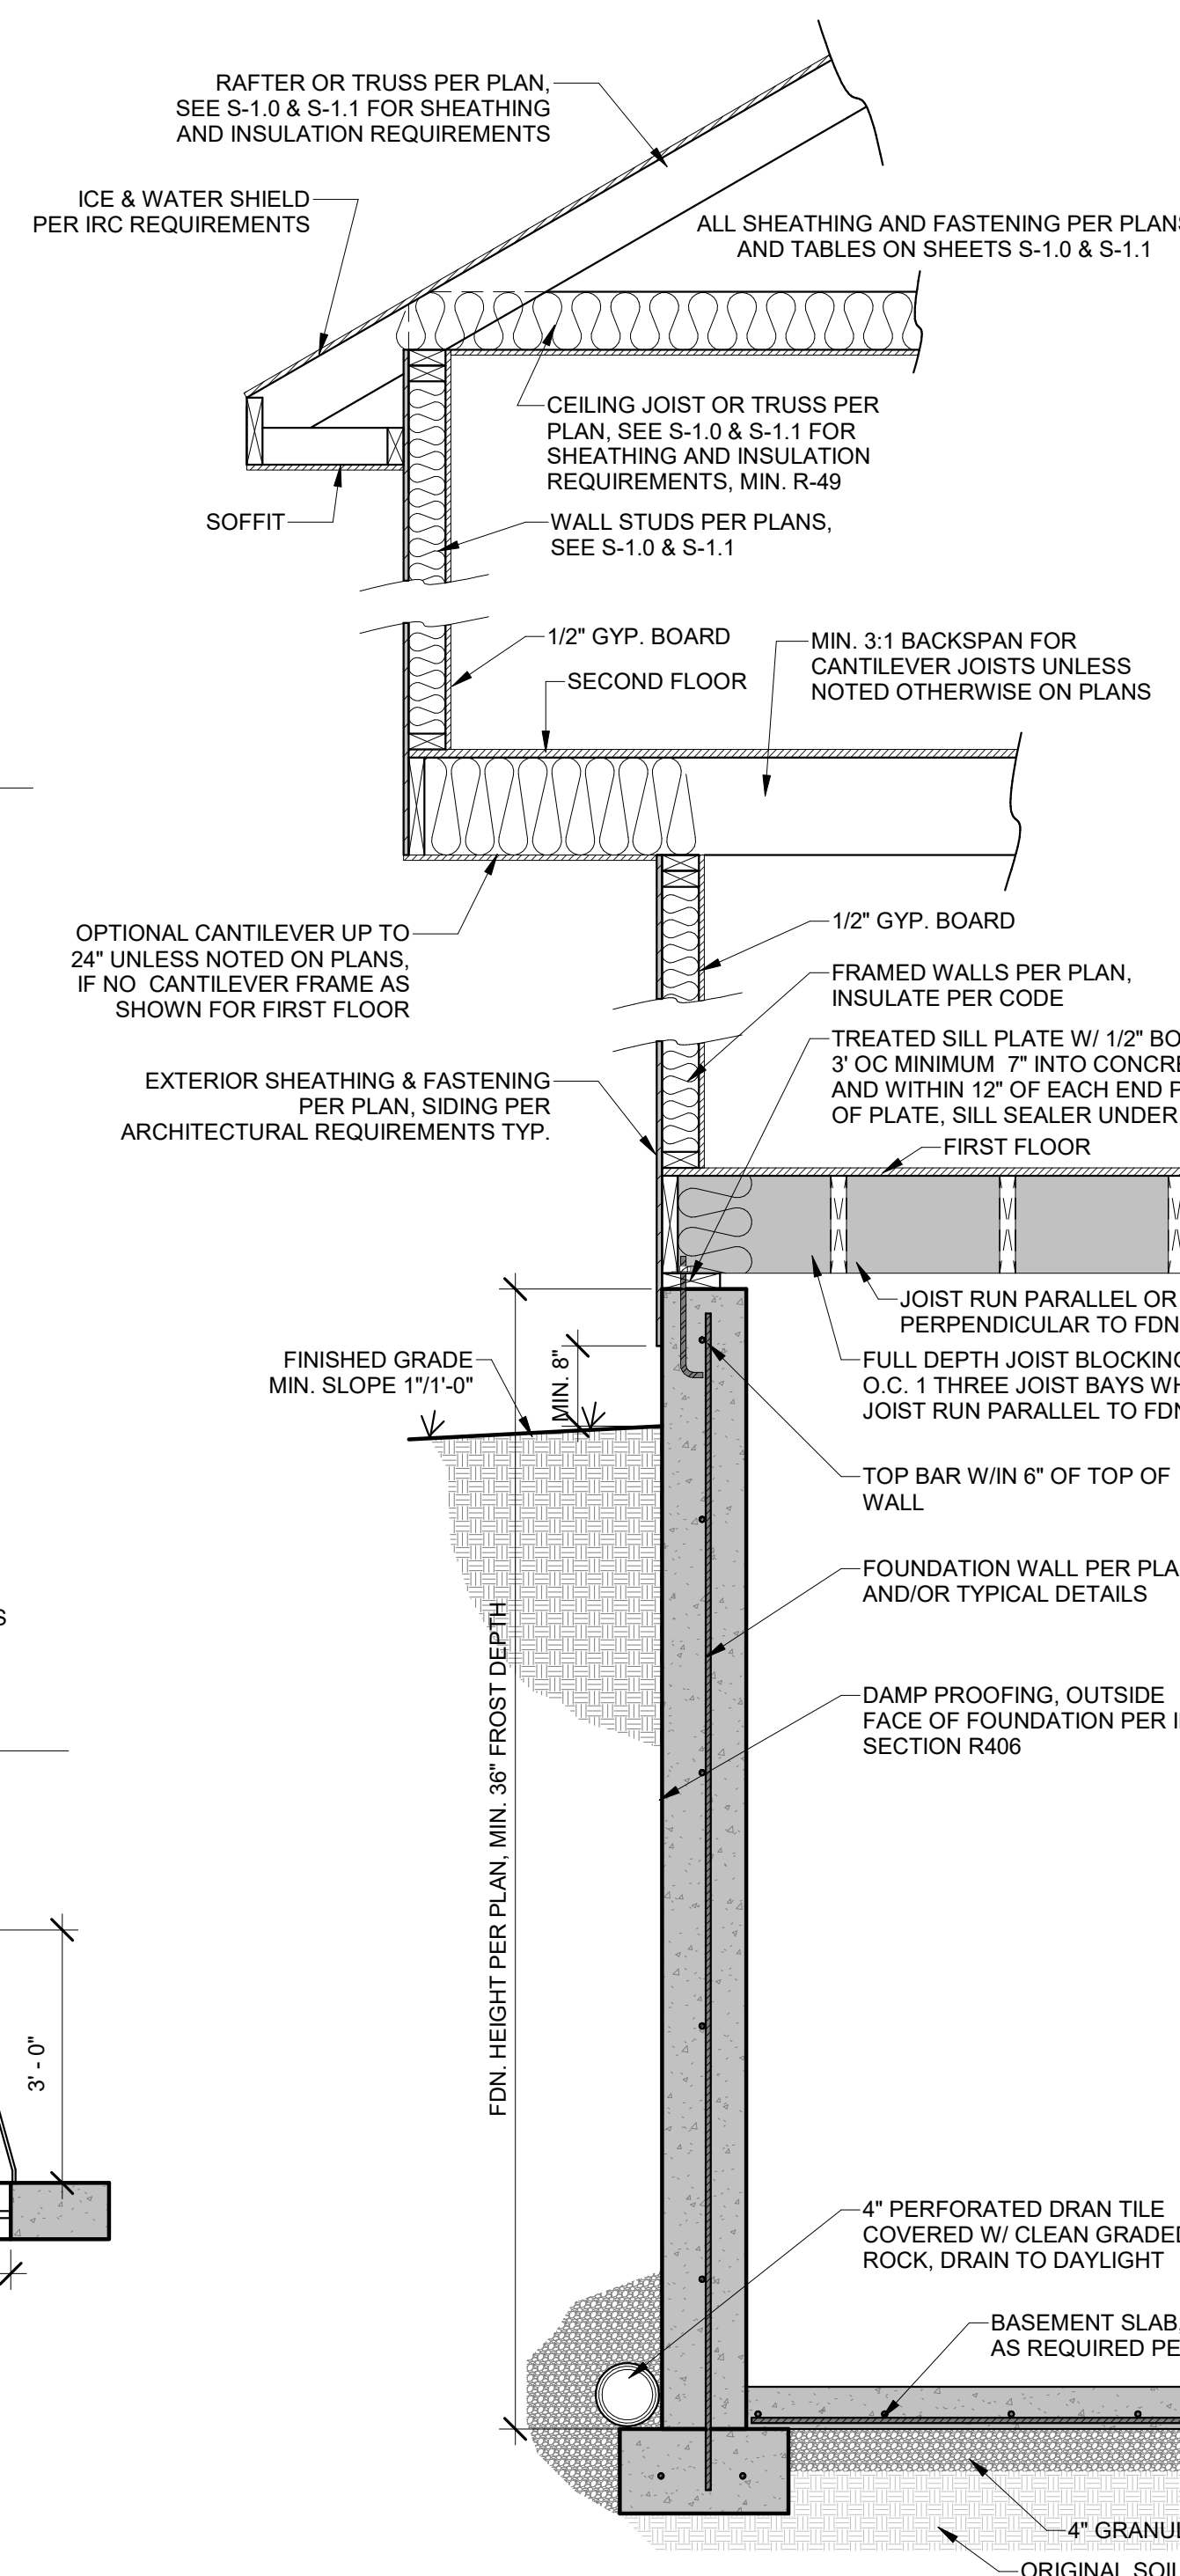 RAFTER OR TRUSS PER PLAN,
SEE S-1.0 & S-1.1 FOR SHEATHING
AND INSULATION REQUIREMENTS
ICE & WATER SHIELD
PER IRC REQUIREMENTS
ALL SHEATHING AND FASTENING PER PLANS
AND TABLES ON SHEETS S-1.0 & S-1.1
CEILING JOIST OR TRUSS PER
PLAN, SEE S-1.0 & S-1.1 FOR
SHEATHING AND INSULATION
REQUIREMENTS, MIN. R-49
SOFFIT
WALL STUDS PER PLANS,
SEE S-1.0 & S-1.1
1/2" GYP. BOARD
SECOND FLOOR
MIN. 3:1 BACKSPAN FOR
CANTILEVER JOISTS UNLESS
NOTED OTHERWISE ON PLANS
OPTIONAL CANTILEVER UP TO
24" UNLESS NOTED ON PLANS,
IF NO CANTILEVER FRAME AS
SHOWN FOR FIRST FLOOR
1/2" GYP. BOARD
FRAMED WALLS PER PLAN,
INSULATE PER CODE
TREATED SILL PLATE W/ 1/2"
3' OC MINIMUM 7" INTO
AND WITHIN 12" OF EACH END
OF PLATE, SILL SEALER UNDER
EXTERIOR SHEATHING & FASTENING
PER PLAN, SIDING PER
ARCHITECTURAL REQUIREMENTS TYP.
FIRST FLOOR
JOIST RUN PARALLEL OR
PERPENDICULAR TO FDN
FINISHED GRADE
MIN. SLOPE 1"/1'-0"
MIN. 8"
FULL DEPTH JOIST
O.C. 1 THREE JOIST BAYS
JOIST RUN PARALLEL TO FDN
TOP BAR W/IN 6" OF TOP OF
WALL
FOUNDATION WALL PER
AND/OR TYPICAL DETAILS
S
FDN. HEIGHT PER PLAN, MIN. 36" FROST DEPTH
DAMP PROOFING, OUTSIDE
FACE OF FOUNDATION PER
SECTION R406
3' - 0"
4" PERFORATED DRAN TILE
COVERED W/ CLEAN GRADED
ROCK, DRAIN TO DAYLIGHT
BASEMENT SLAB,
AS REQUIRED
4"
ORIGINAL SOIL